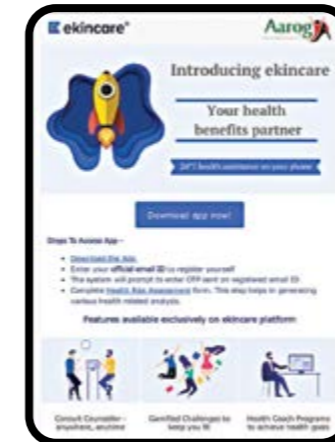 ekincare®
Aarog
Introducing ekincare
Your health
benefits partner
24*7 health assistance on your phone
Download app now!
Steps To Access App -
Download the App
Enter your official email ID to register yourself
The system will prompt to enter OTP sent on registered email ID
Complete Health Risk Assessment form. This step helps in generating
various health related analysis.
Features available exclusively on ekincare platform
Consult Counsellor -
anywhere, anytime
Gamified Challenges to
keep you fit
Health Coach Programs
to achieve health goals